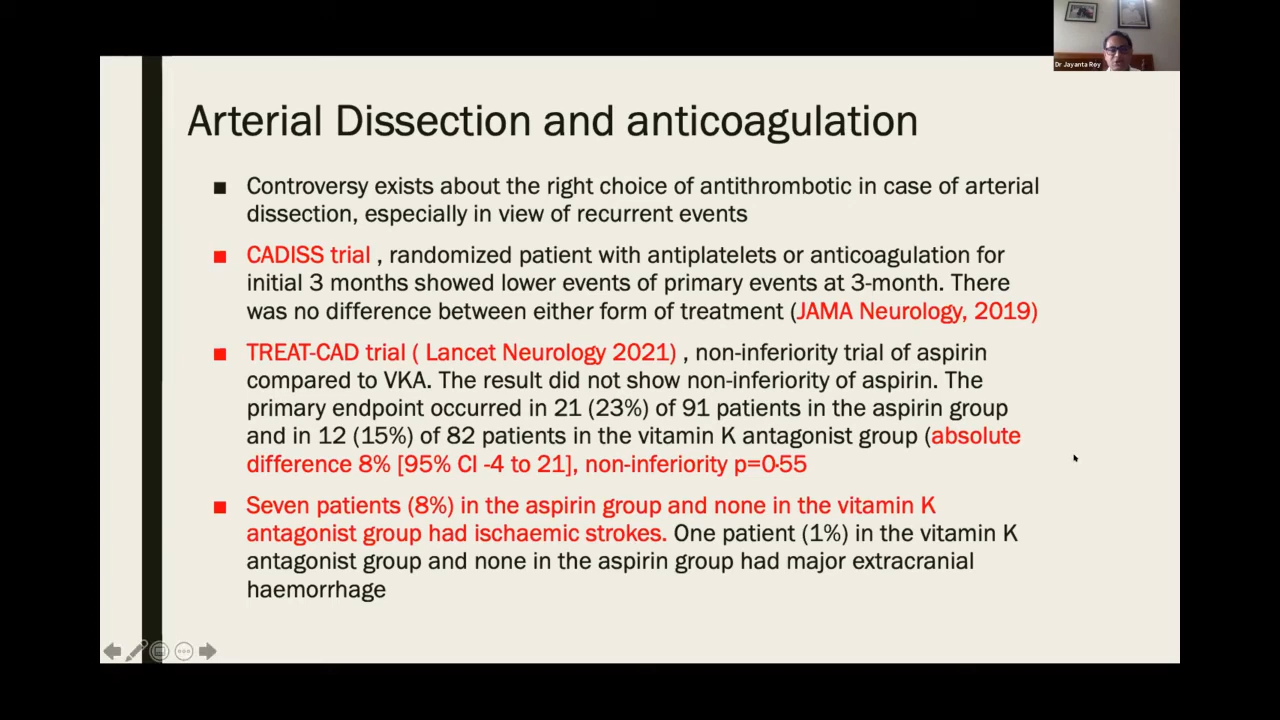 Dr Jayanta Roy
Arterial Dissection and anticoagulation
Controversy exists about the right choice of antithrombotic in case of arterial
dissection, especially in view of recurrent events
CADISS trial , randomized patient with antiplatelets or anticoagulation for
initial 3 months showed lower events of primary events at 3-month. There
was no difference between either form of treatment (JAMA Neurology, 2019)
TREAT-CAD trial ( Lancet Neurology 2021) , non-inferiority trial of aspirin
compared to VKA. The result did not show non-inferiority of aspirin. The
primary endpoint occurred in 21 (23%) of 91 patients in the aspirin group
and in 12 (15%) of 82 patients in the vitamin K antagonist group (absolute
difference 8% [95% CI -4 to 21], non-inferiority p=0·55
Seven patients (8%) in the aspirin group and none in the vitamin K
antagonist group had ischaemic strokes. One patient (1%) in the vitamin K
antagonist group and none in the aspirin group had major extracranial
haemorrhage